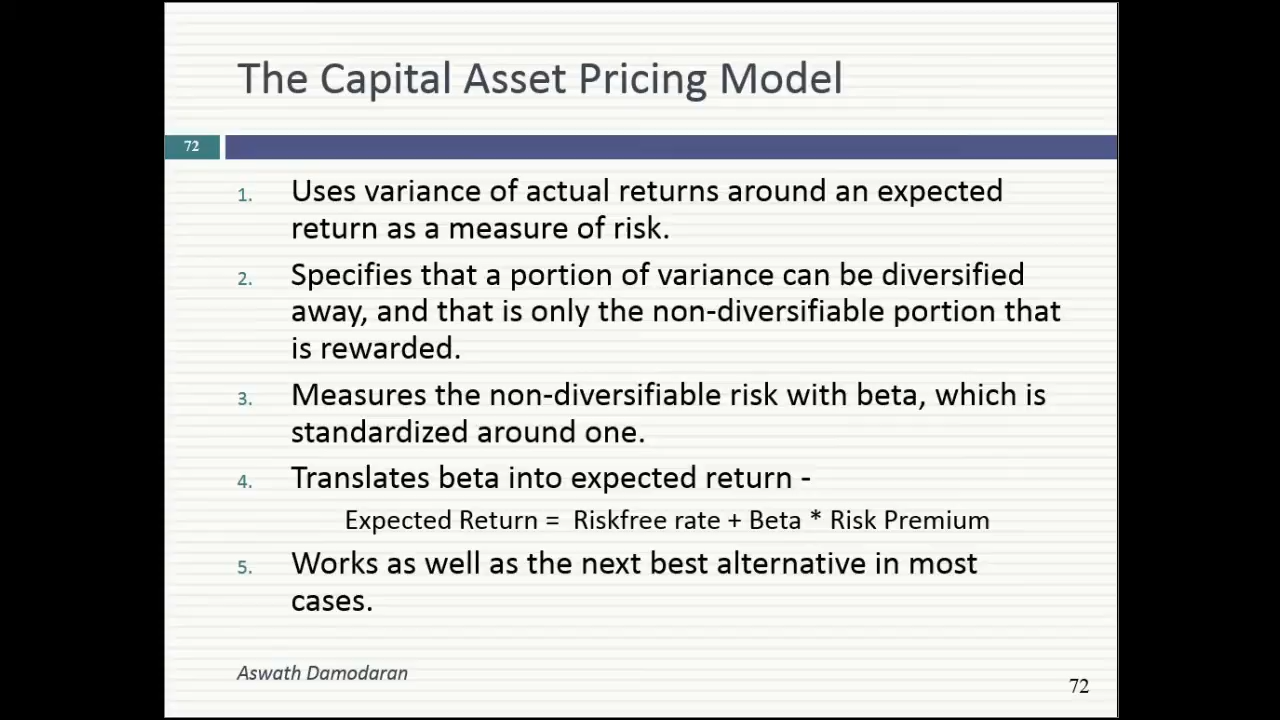 The Capital Asset Pricing Model
72
1. Uses variance of actual returns around an expected
return as a measure of risk.
2. Specifies that a portion of variance can be diversified
away, and that is only the non-diversifiable portion that
is rewarded.
3. Measures the non-diversifiable risk with beta, which is
standardized around one.
4. Translates beta into expected return -
Expected Return = Riskfree rate + Beta * Risk Premium
5. Works as well as the next best alternative in most
cases.
Aswath Damodaran
72